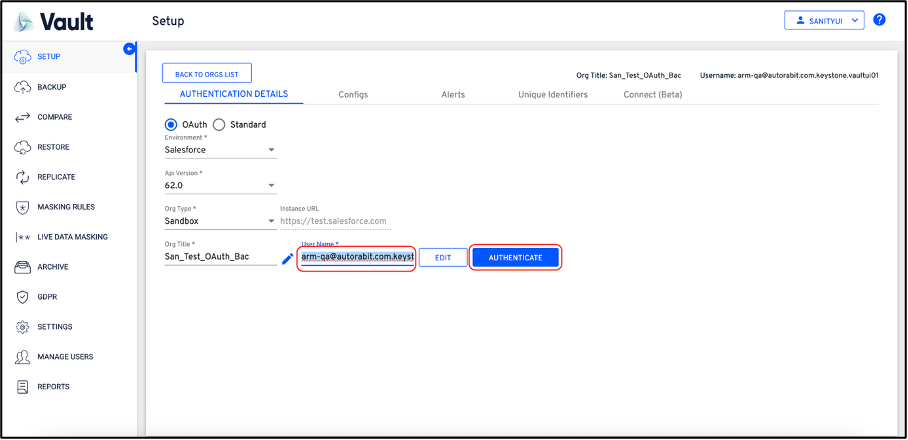 Vault
Setup
SANITYUI
?
SETUP
BACKUP
COMPARE
RESTORE
REPLICATE
MASKING RULES
LIVE DATA MASKING
ARCHIVE
GDPR
SETTINGS
MANAGE USERS
REPORTS
BACK TO ORGS LIST
Org Title: San_Test_OAuth_Bac Username: arm-qa@autorabit.com.keystone.vaultui01
AUTHENTICATION DETAILS Configs Alerts Unique Identifiers Connect (Beta)
OAuth Standard
Environment *
Salesforce
Api Version *
62.0
Org Type * Instance URL
Sandbox https://test.salesforce.com
Org Title * User Name *
San_Test_OAuth_Bac arm-qa@autorabit.com.keyst EDIT AUTHENTICATE